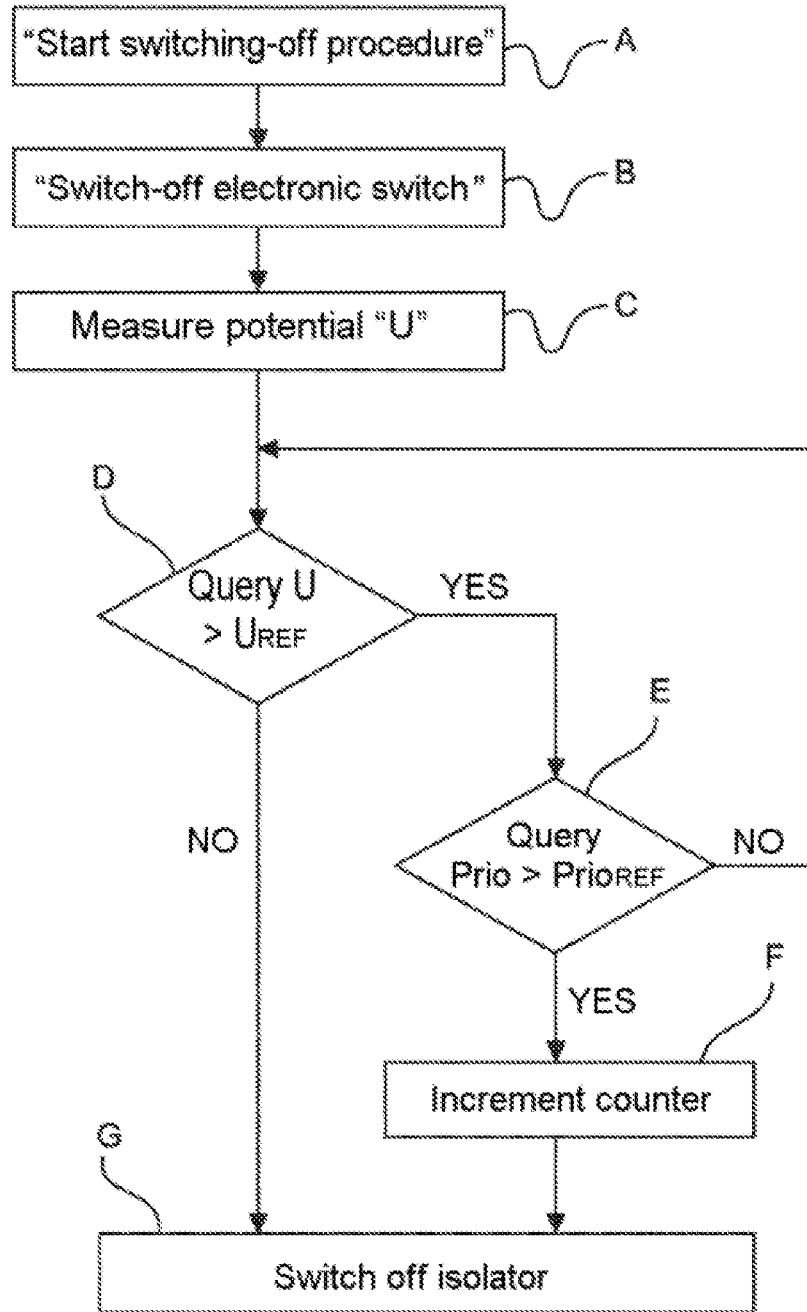 “Start switching-off procedure”
A
“Switch-off electronic switch”
B
Measure potential “U”
C
D
Query U
> UREF
YES
E
NO
Query
Prio > PrioREF
NO
F
YES
Increment counter
G
Switch off isolator